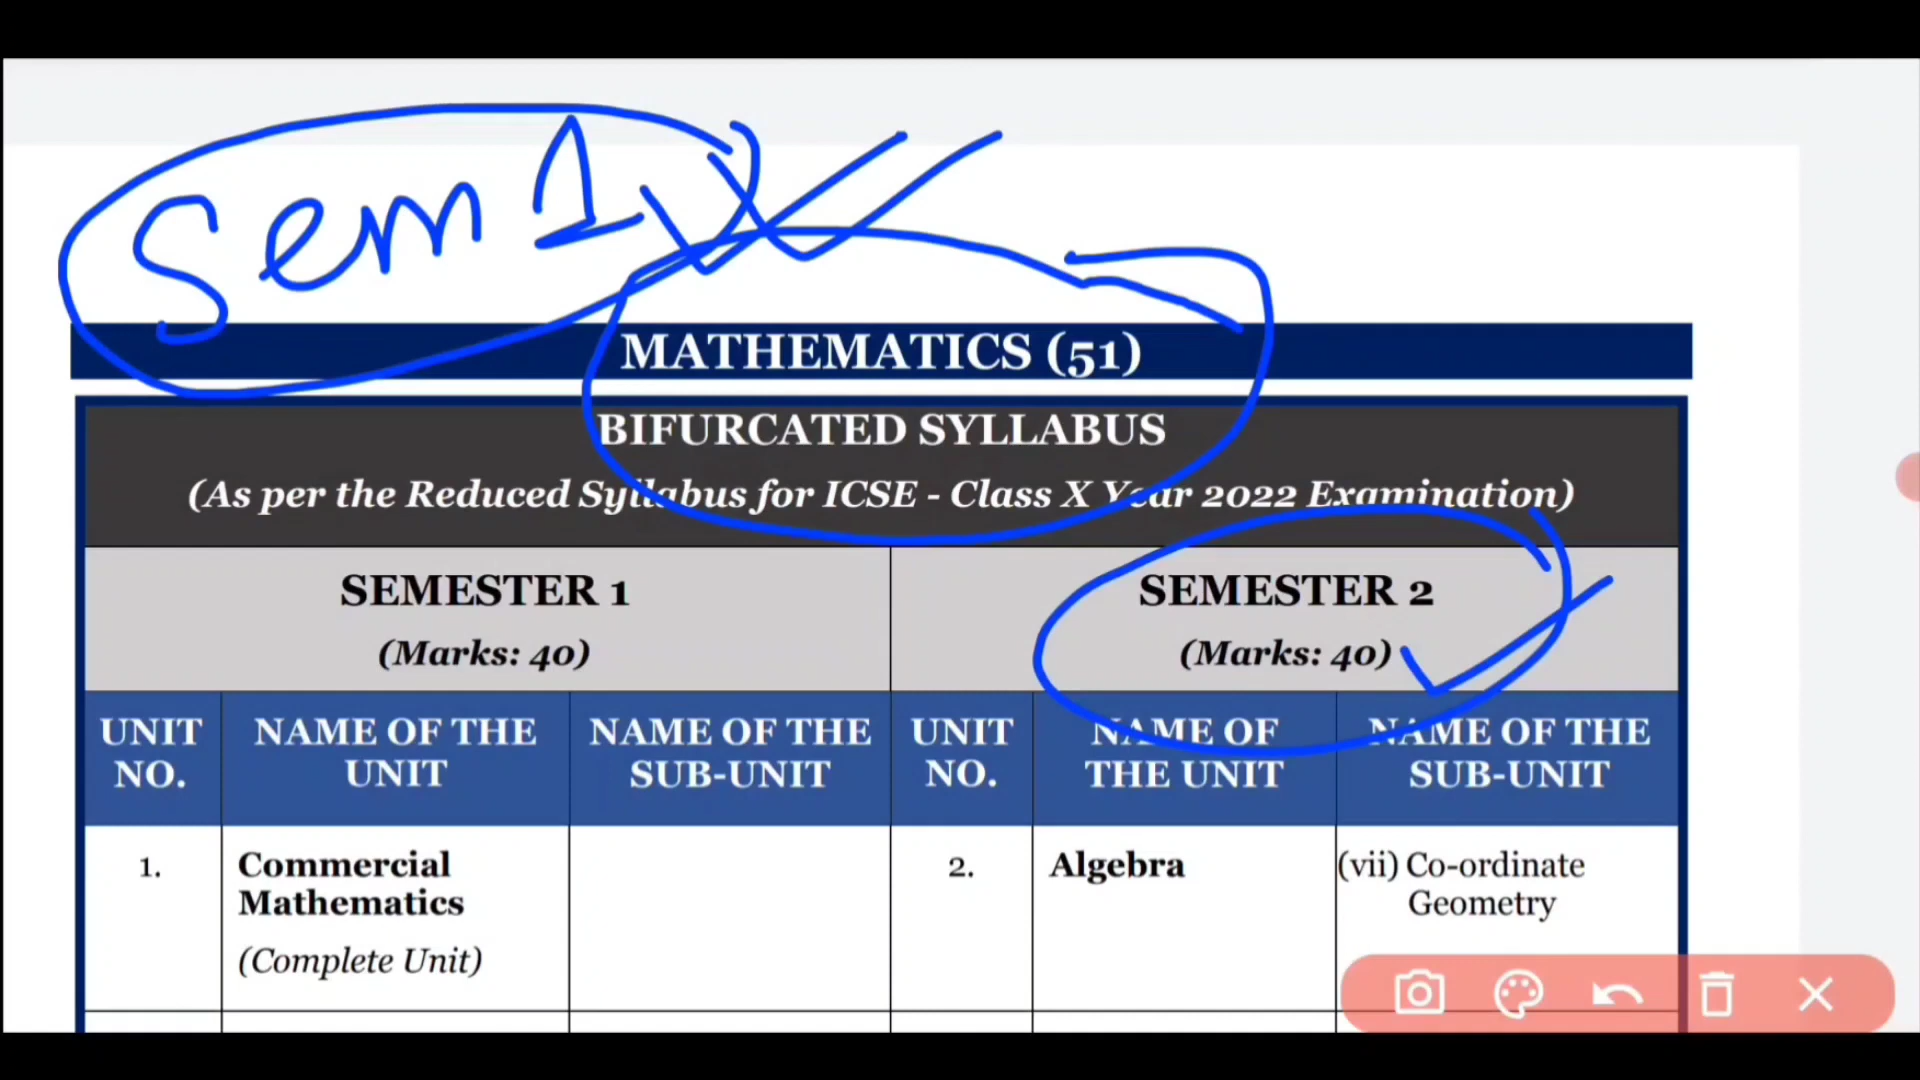 Sem 1
MATHEMATICS (51)
BIFURCATED SYLLABUS
(As per the Reduced Syllabus for ICSE - Class X Year 2022 Examination)
SEMESTER 1
(Marks: 40)
SEMESTER 2
(Marks: 40)
UNIT
NO.
NAME OF THE
UNIT
NAME OF THE
SUB-UNIT
UNIT
NO.
NAME OF
THE UNIT
NAME OF THE
SUB-UNIT
1.
Commercial
Mathematics
(Complete Unit)
2.
Algebra
(vii) Co-ordinate
Geometry